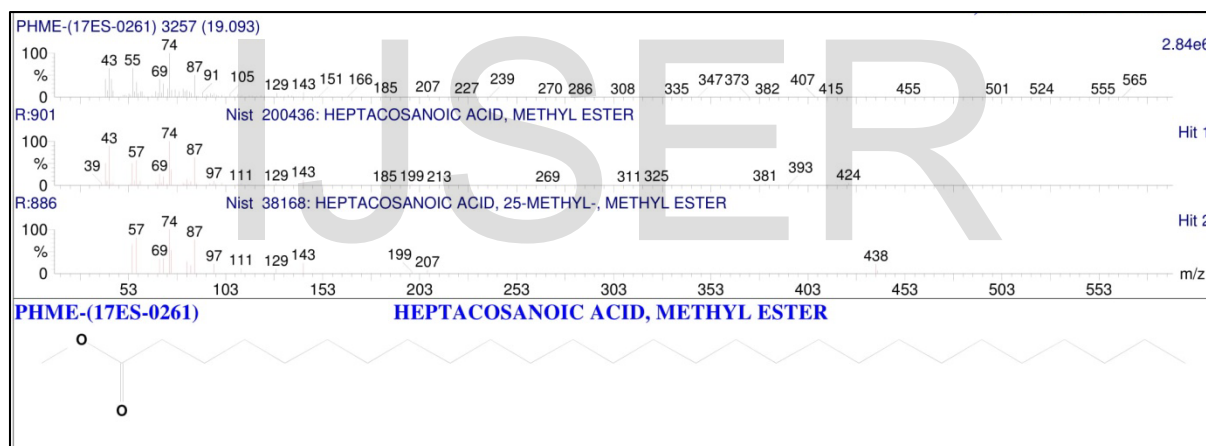 PHME-(17ES-0261) 3257 (19.093)
2.84e6
100
%
0
43 55 69 74 87 91 105 129 143 151 166 185 207 227 239 270 286 308 335 347 373 382 407 415 455 501 524 555 565
R:901 Nist 200436: HEPTACOSANOIC ACID, METHYL ESTER Hit 1
100
%
0
39 43 57 69 74 87 97 111 129 143 185 199 213 269 311 325 381 393 424
R:886 Nist 38168: HEPTACOSANOIC ACID, 25-METHYL-, METHYL ESTER Hit 2
100
%
0
57 69 74 87 97 111 129 143 199 207 438
53 103 153 203 253 303 353 403 453 503 553 m/z
PHME-(17ES-0261) HEPTACOSANOIC ACID, METHYL ESTER
O
O
IJSER